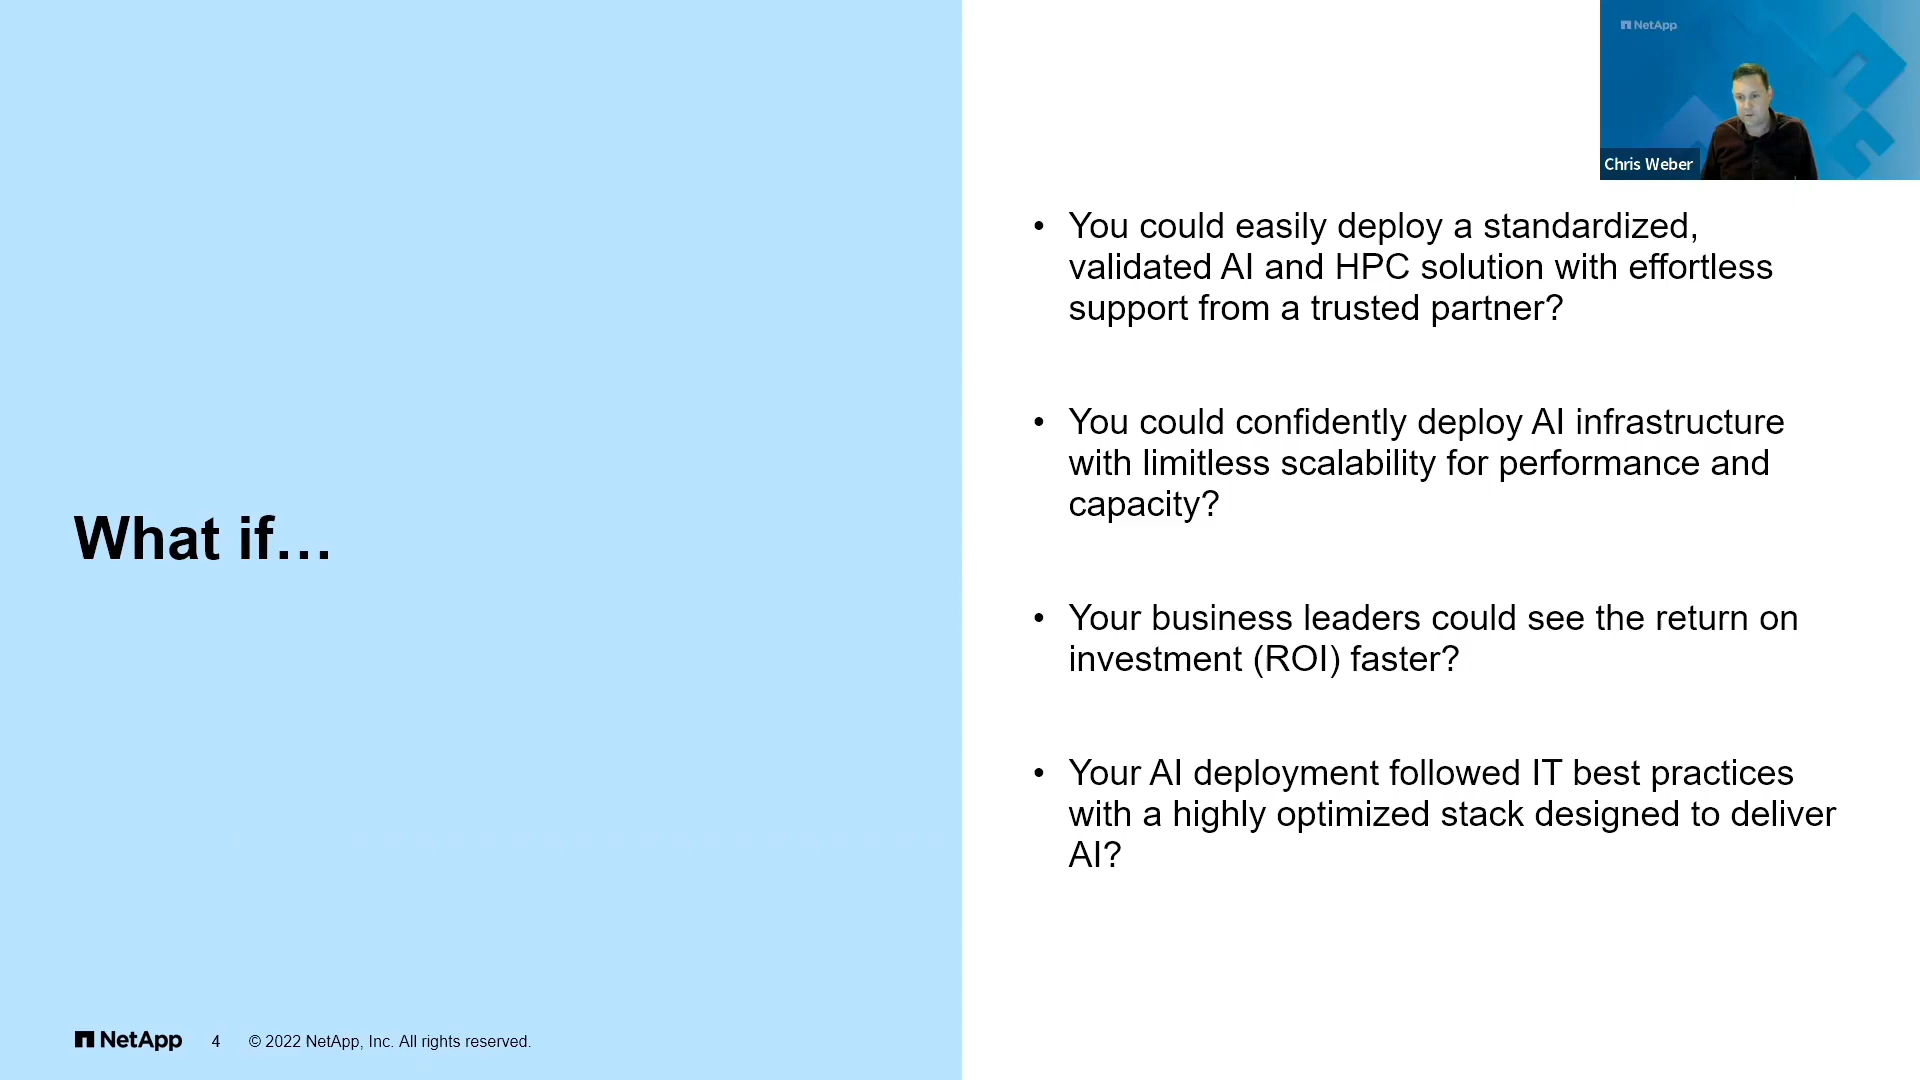 NetApp
Chris Weber
What if…
• You could easily deploy a standardized,
validated AI and HPC solution with effortless
support from a trusted partner?
• You could confidently deploy AI infrastructure
with limitless scalability for performance and
capacity?
• Your business leaders could see the return on
investment (ROI) faster?
• Your AI deployment followed IT best practices
with a highly optimized stack designed to deliver
AI?
NetApp 4 © 2022 NetApp, Inc. All rights reserved.